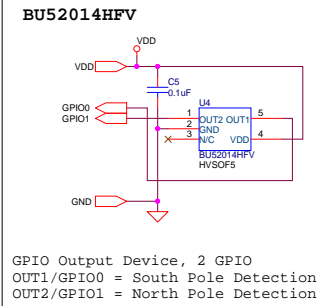 BU52014HFV
VDD
VDD
C5
0.1uF
GPIO0
GPIO1
U4
1 OUT2 OUT1 5
2 GND
3 N/C VDD 4
BU52014HFV
HVSOF5
GND
GPIO Output Device, 2 GPIO
OUT1/GPIO0 = South Pole Detection
OUT2/GPIO1 = North Pole Detection